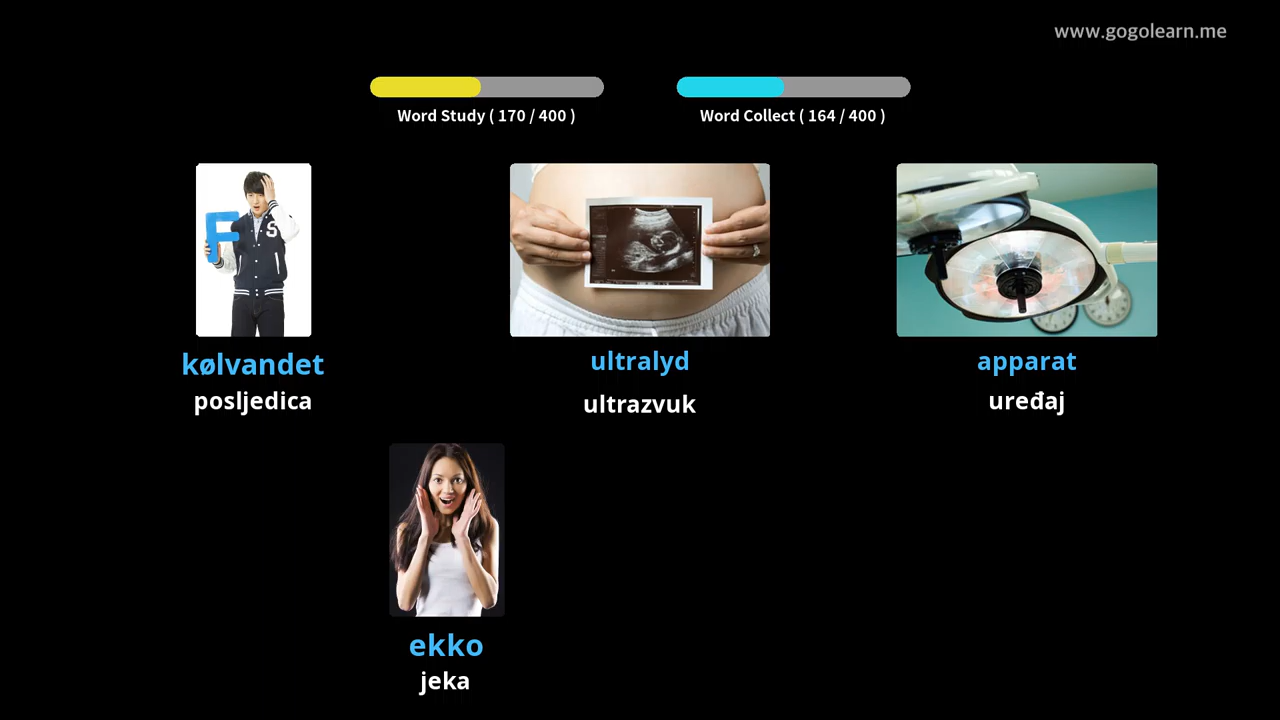 www.gogolearn.me
Word Study ( 170 / 400 )
Word Collect ( 164 / 400 )
F
S
kølvandet
posljedica
ultralyd
ultrazvuk
apparat
uređaj
ekko
jeka